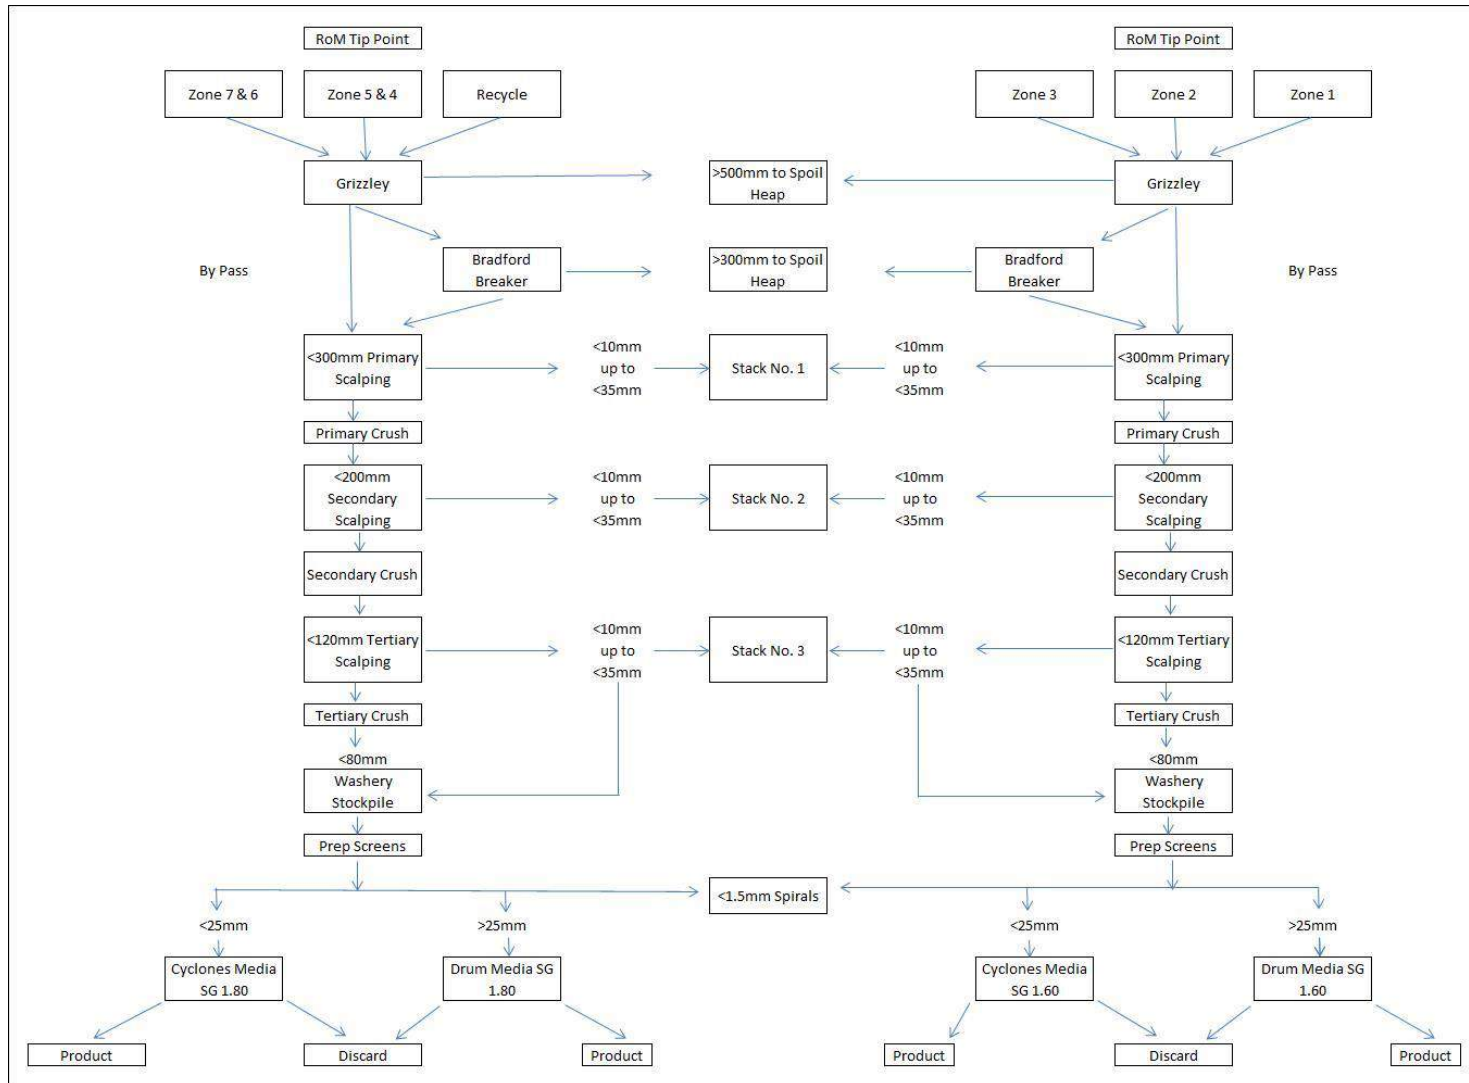 RoM Tip Point
RoM Tip Point
Zone 7 & 6
Zone 5 & 4
Recycle
Zone 3
Zone 2
Zone 1
Grizzley
>500mm to Spoil
Heap
Grizzley
By Pass
Bradford
Breaker
>300mm to Spoil
Heap
Bradford
Breaker
By Pass
<300mm Primary
Scalping
<10mm
up to
<35mm
Stack No. 1
<10mm
up to
<35mm
<300mm Primary
Scalping
Primary Crush
Primary Crush
<200mm
Secondary
Scalping
<10mm
up to
<35mm
Stack No. 2
<10mm
up to
<35mm
<200mm
Secondary
Scalping
Secondary Crush
Secondary Crush
<120mm Tertiary
Scalping
<10mm
up to
<35mm
Stack No. 3
<10mm
up to
<35mm
<120mm Tertiary
Scalping
Tertiary Crush
Tertiary Crush
<80mm
<80mm
Washery
Stockpile
Washery
Stockpile
Prep Screens
Prep Screens
<1.5mm Spirals
<25mm
>25mm
<25mm
>25mm
Cyclones Media
SG 1.80
Drum Media SG
1.80
Cyclones Media
SG 1.60
Drum Media SG
1.60
Product
Discard
Product
Product
Discard
Product